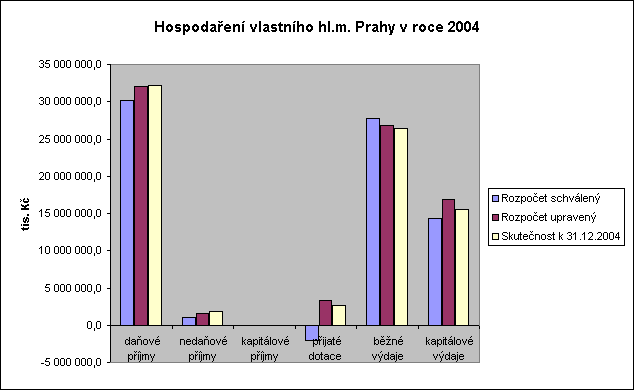 Hospodaření vlastního hl.m. Prahy v roce 2004
35 000 000,0
30 000 000,0
25 000 000,0
20 000 000,0
15 000 000,0
10 000 000,0
5 000 000,0
0,0
-5 000 000,0
tis. Kč
daňové příjmy
nedaňové příjmy
kapitálové příjmy
přijaté dotace
běžné výdaje
kapitálové výdaje
Rozpočet schválený
Rozpočet upravený
Skutečnost k 31.12.2004